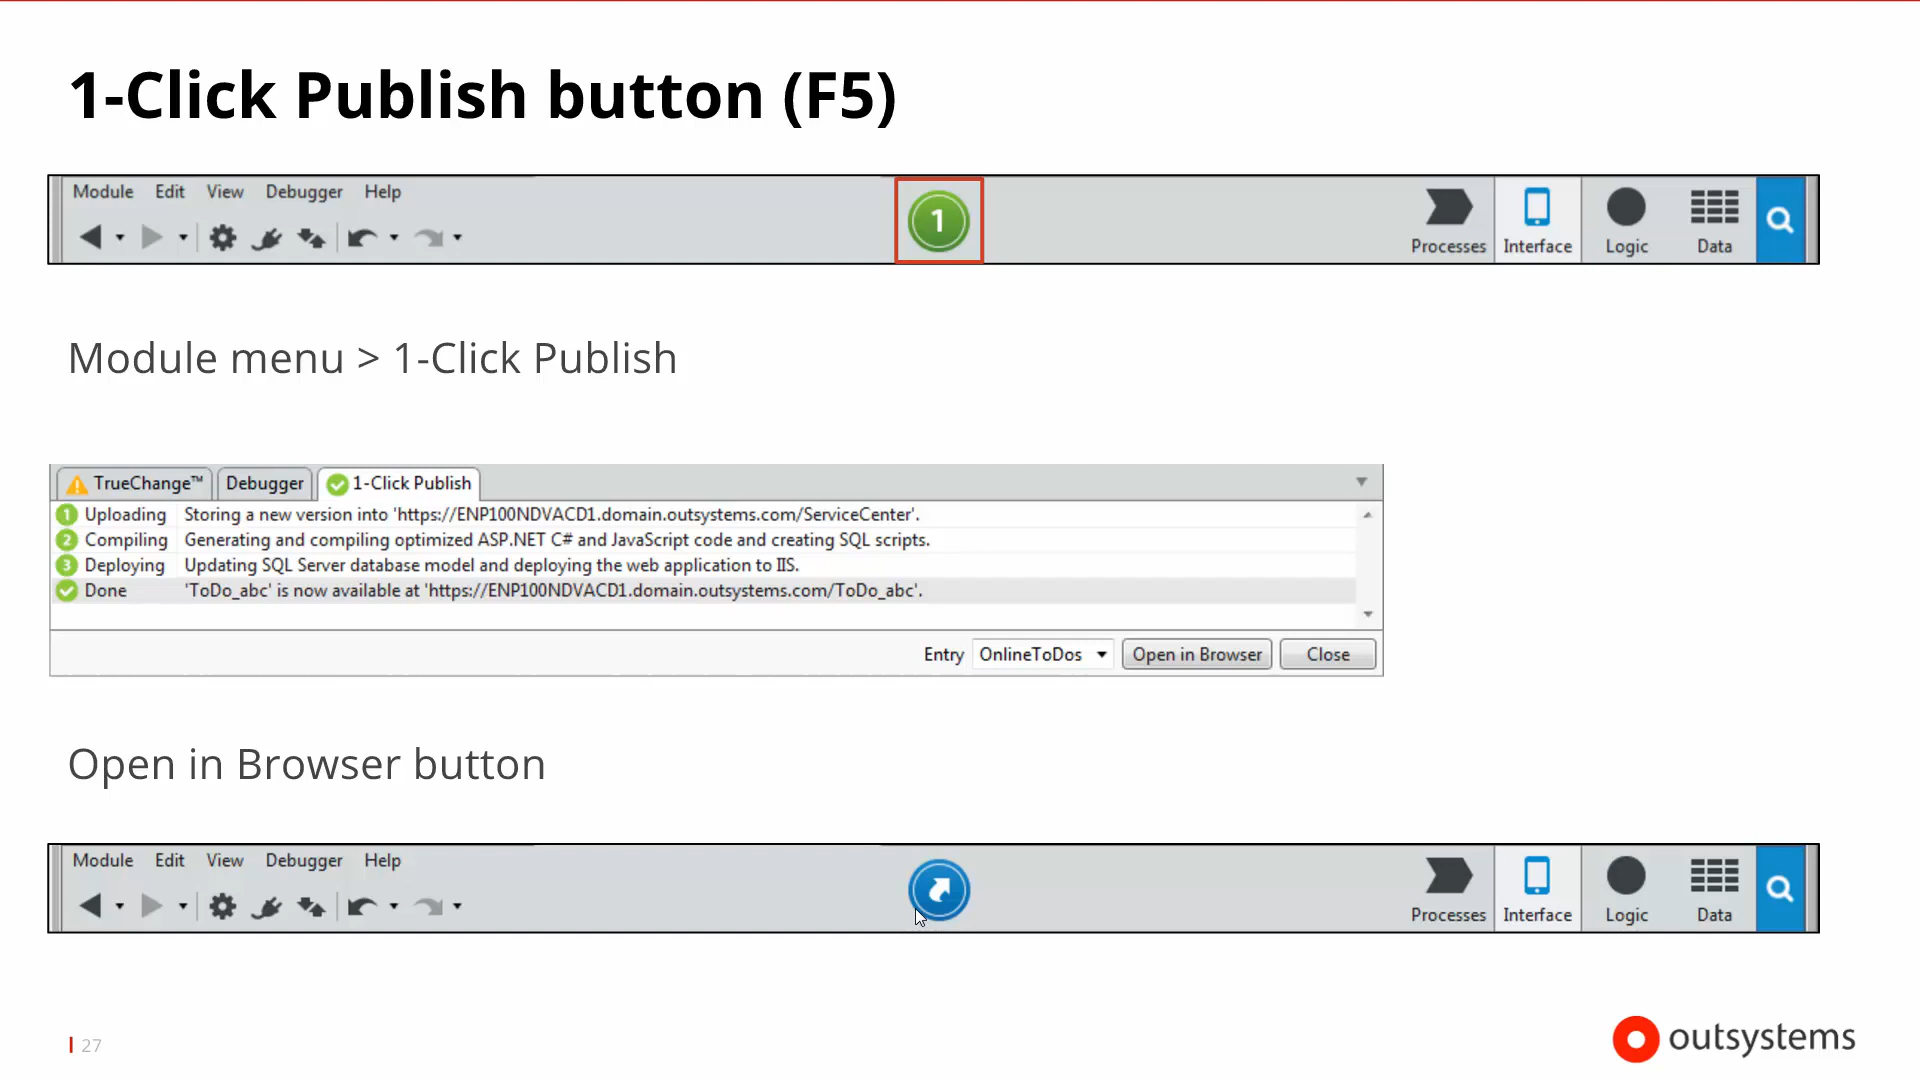 1-Click Publish button (F5)
Module Edit View Debugger Help
1
Processes Interface Logic Data
Module menu > 1-Click Publish
TrueChange™ Debugger 1-Click Publish
1 Uploading Storing a new version into 'https://ENP100NDVACD1.domain.outsystems.com/ServiceCenter'.
2 Compiling Generating and compiling optimized ASP.NET C# and JavaScript code and creating SQL scripts.
3 Deploying Updating SQL Server database model and deploying the web application to IIS.
Done 'ToDo_abc' is now available at 'https://ENP100NDVACD1.domain.outsystems.com/ToDo_abc'.
Entry OnlineToDos Open in Browser Close
Open in Browser button
Module Edit View Debugger Help
Processes Interface Logic Data
27
outsystems